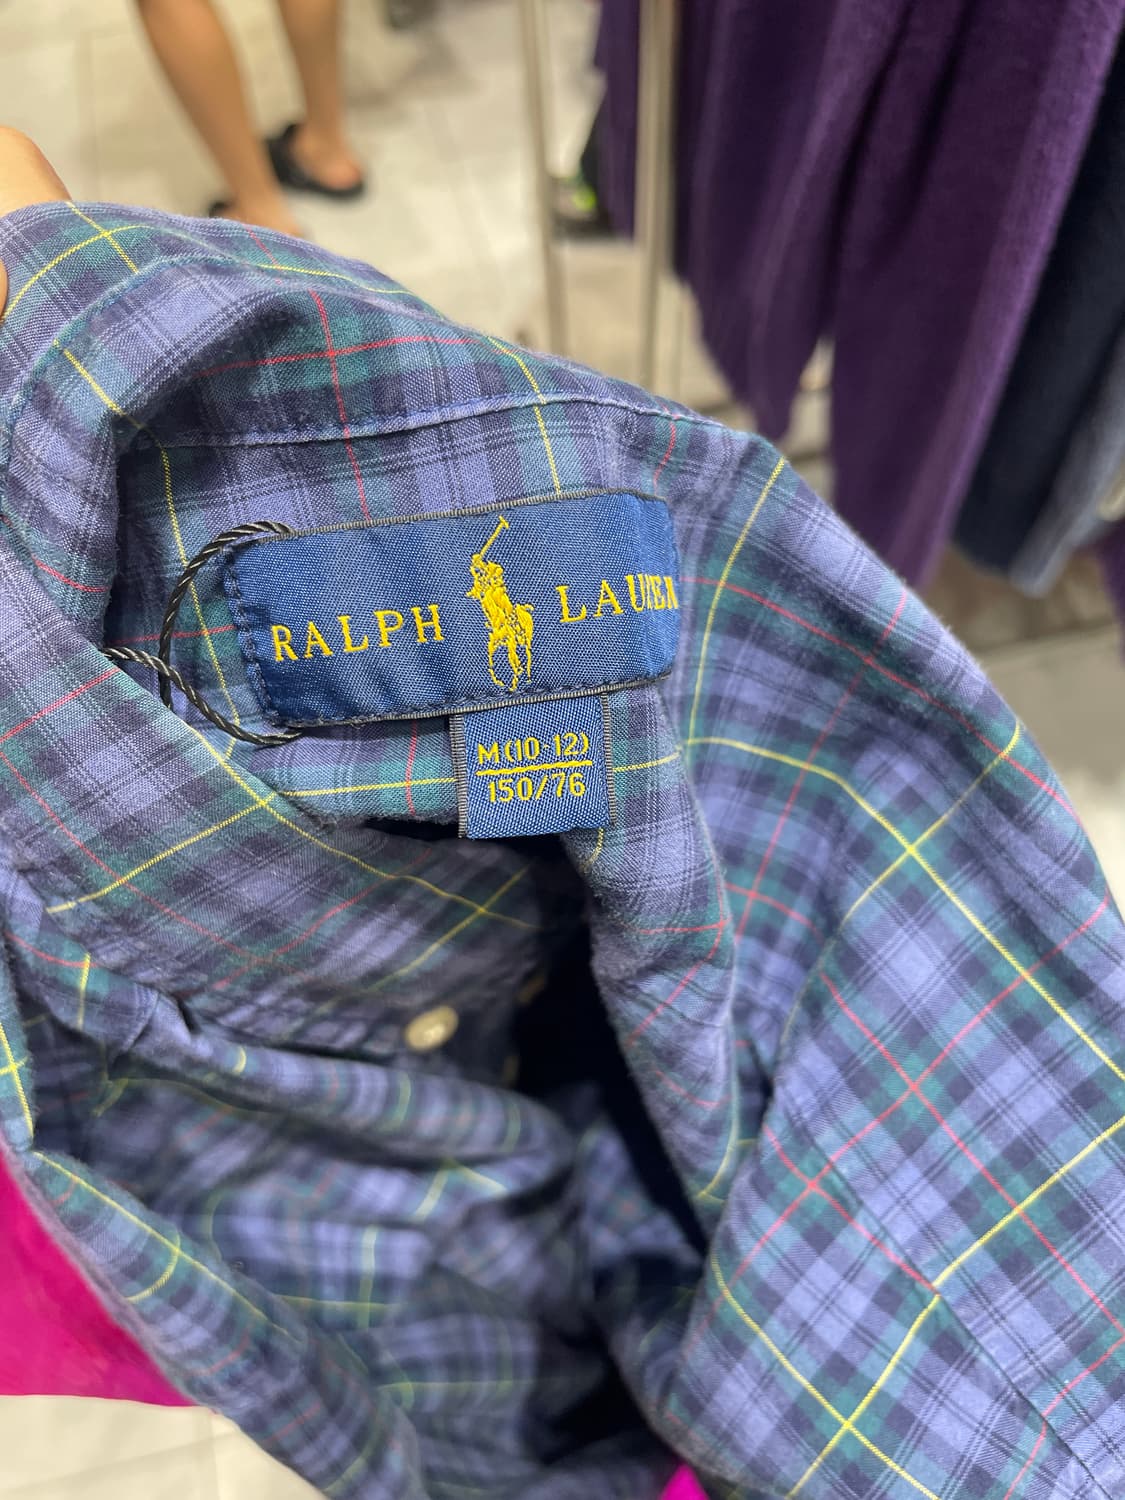 RALPH LAUREN
M(10-12)
150/76